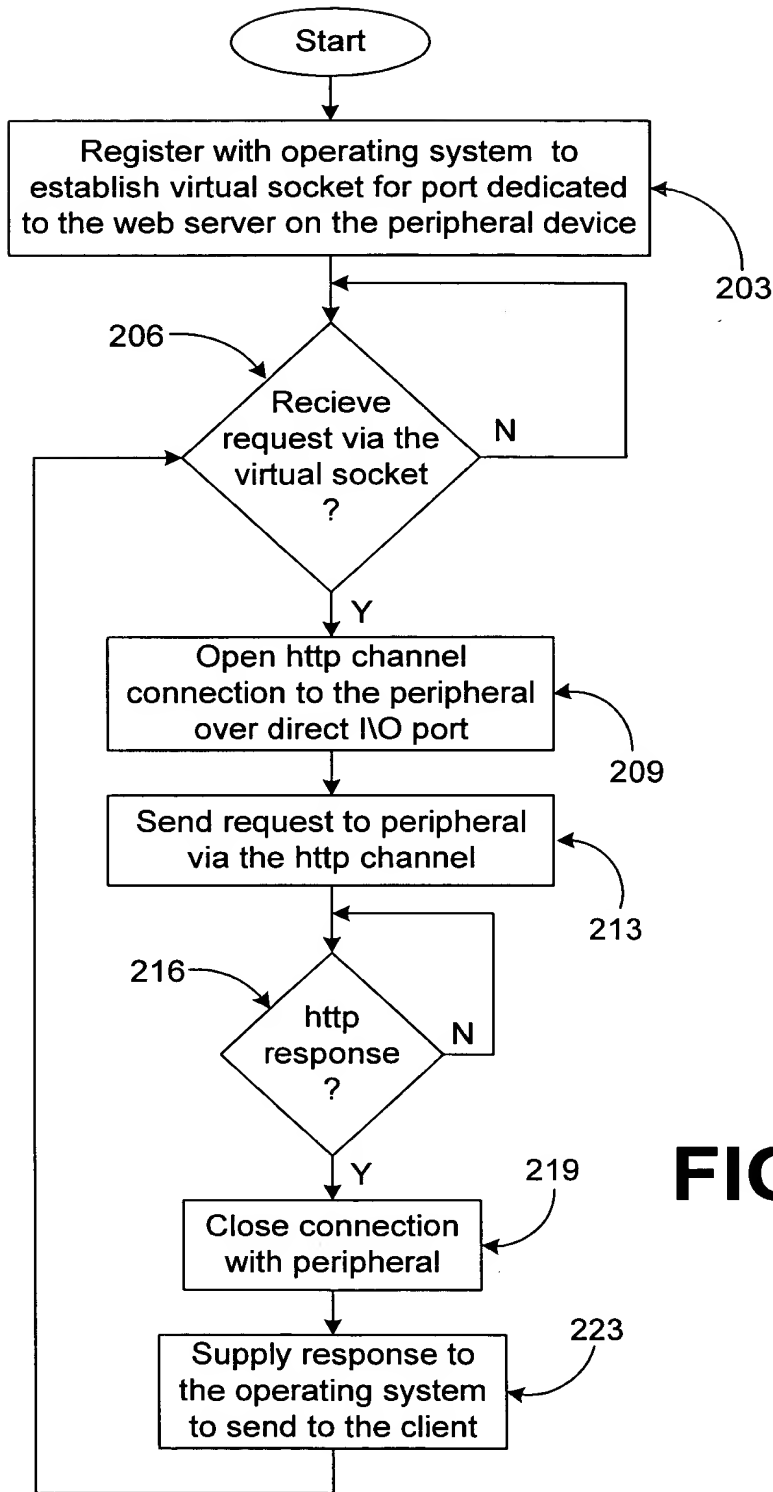 Start
Register with operating system to
establish virtual socket for port dedicated
to the web server on the peripheral device
203
206
Recieve
request via the
virtual socket
?
N
Y
Open http channel
connection to the peripheral
over direct I\O port
209
Send request to peripheral
via the http channel
213
216
http
response
?
N
Y
219
Close connection
with peripheral
223
Supply response to
the operating system
to send to the client